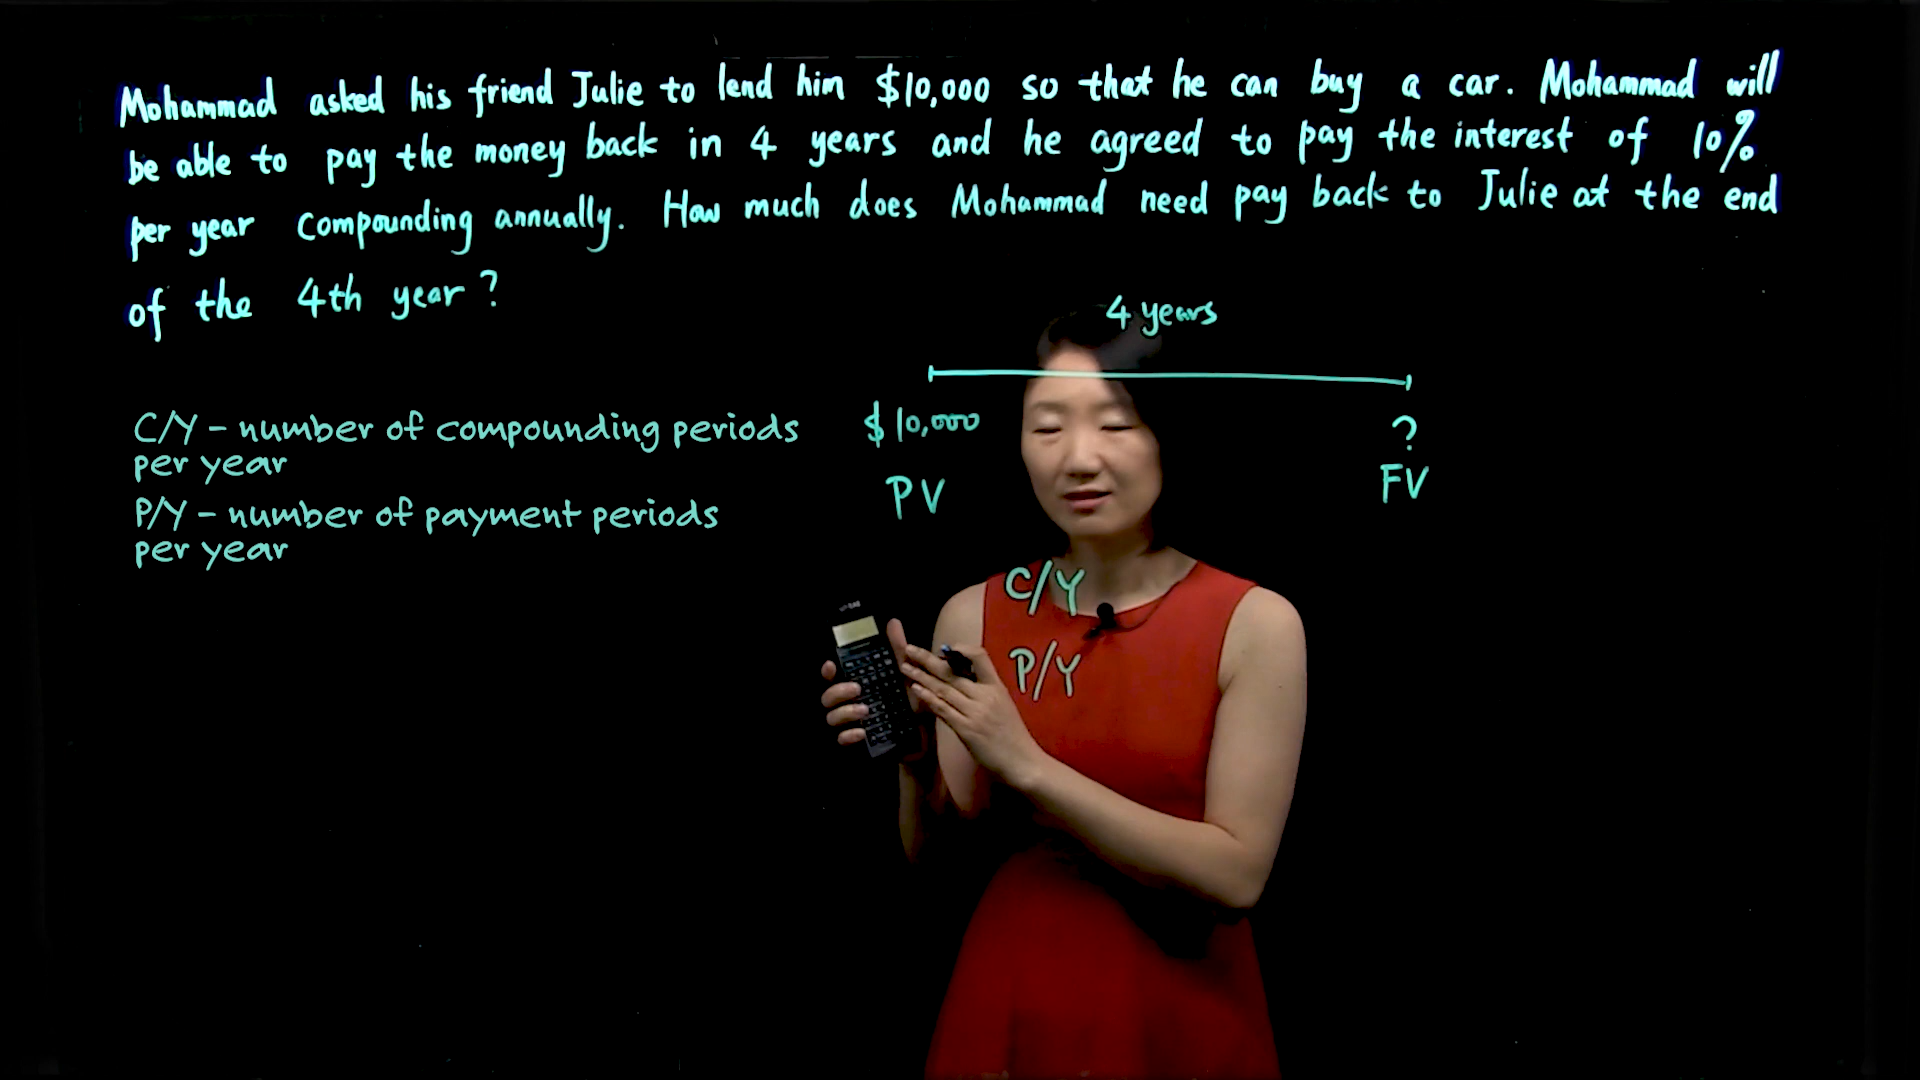 Mohammad asked his friend Julie to lend him $10,000 so that he can buy a car. Mohammad will
be able to pay the money back in 4 years and he agreed to pay the interest of 10%
per year compounding annually. How much does Mohammad need pay back to Julie at the end
of the 4th year?
4 years
C/Y - number of compounding periods
per year
P/Y - number of payment periods
per year
$10,000
PV
?
FV
C/Y
P/Y